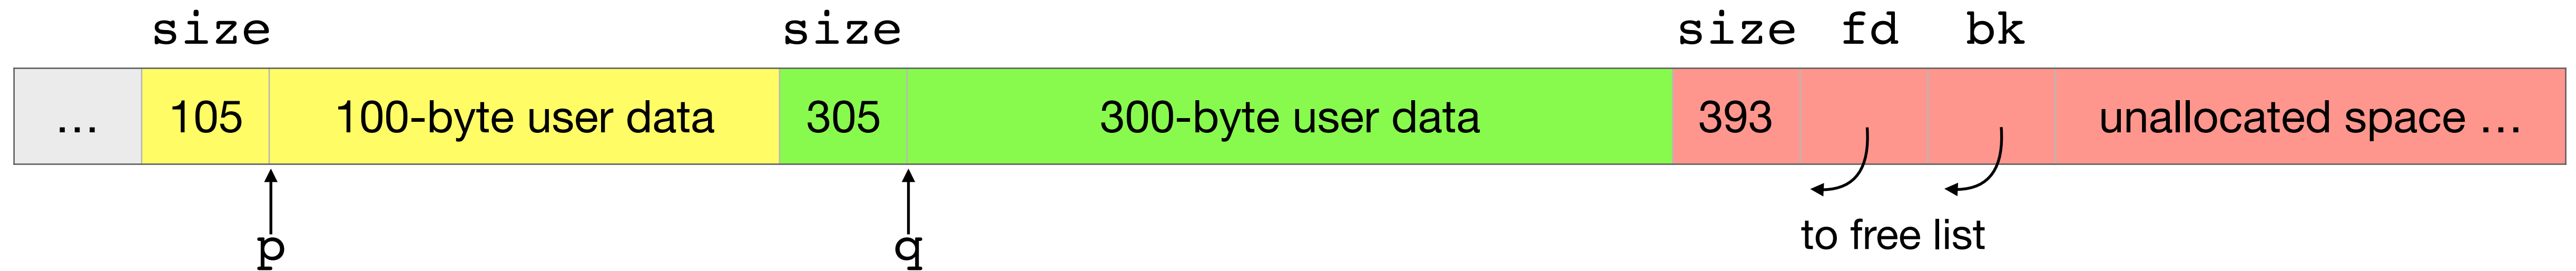 size size size fd bk
... 105 100-byte user data 305 300-byte user data 393 unallocated space ...
to free list
p q